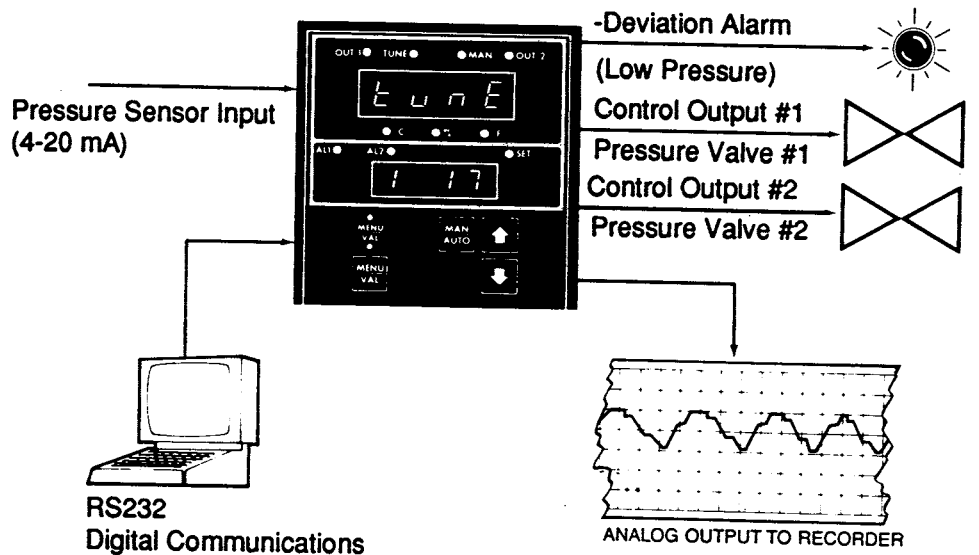 -Deviation Alarm
(Low Pressure)
OUT 1 TUNE MAN OUT 2
tunE
C % F
AL1 AL2 SET
1 17
MENU
VAL
MAN
AUTO
MENU
VAL
Pressure Sensor Input
(4-20 mA)
Control Output #1
Pressure Valve #1
Control Output #2
Pressure Valve #2
RS232
Digital Communications
ANALOG OUTPUT TO RECORDER